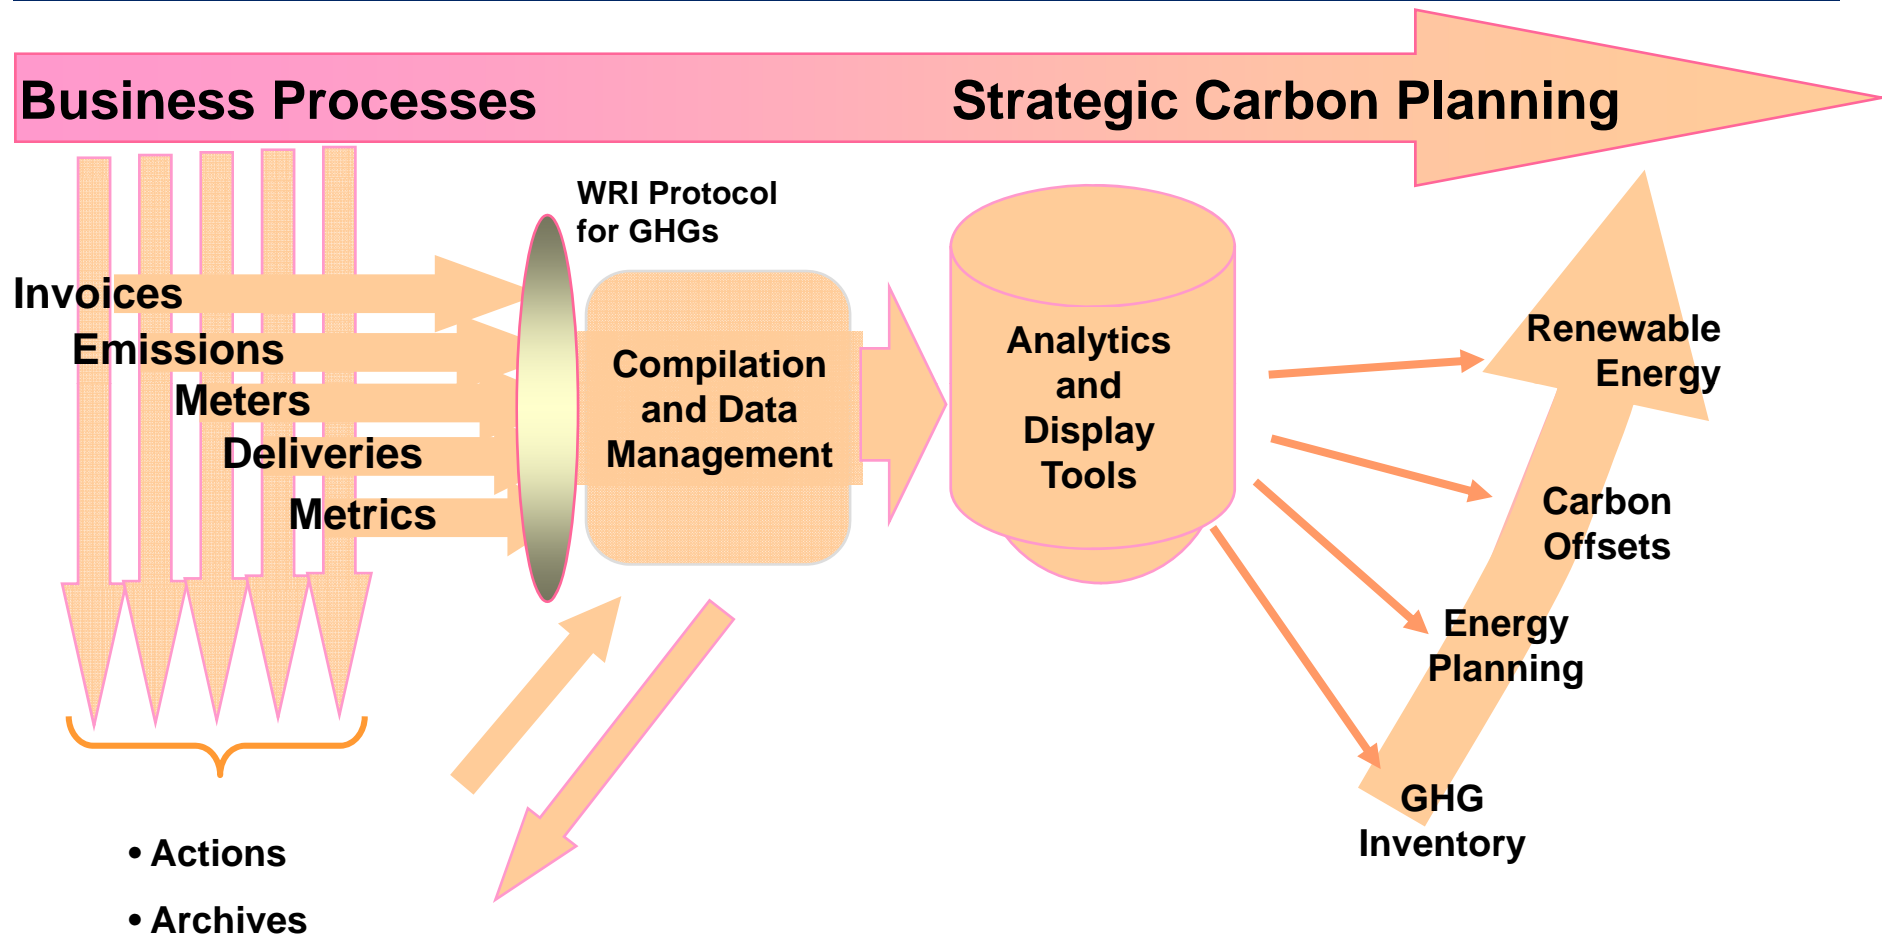 Business Processes
Strategic Carbon Planning
WRI Protocol
for GHGs
Invoices
Emissions
Meters
Deliveries
Metrics
Compilation
and Data
Management
Analytics
and
Display
Tools
Renewable
Energy
Carbon
Offsets
Energy
Planning
GHG
Inventory
• Actions
• Archives